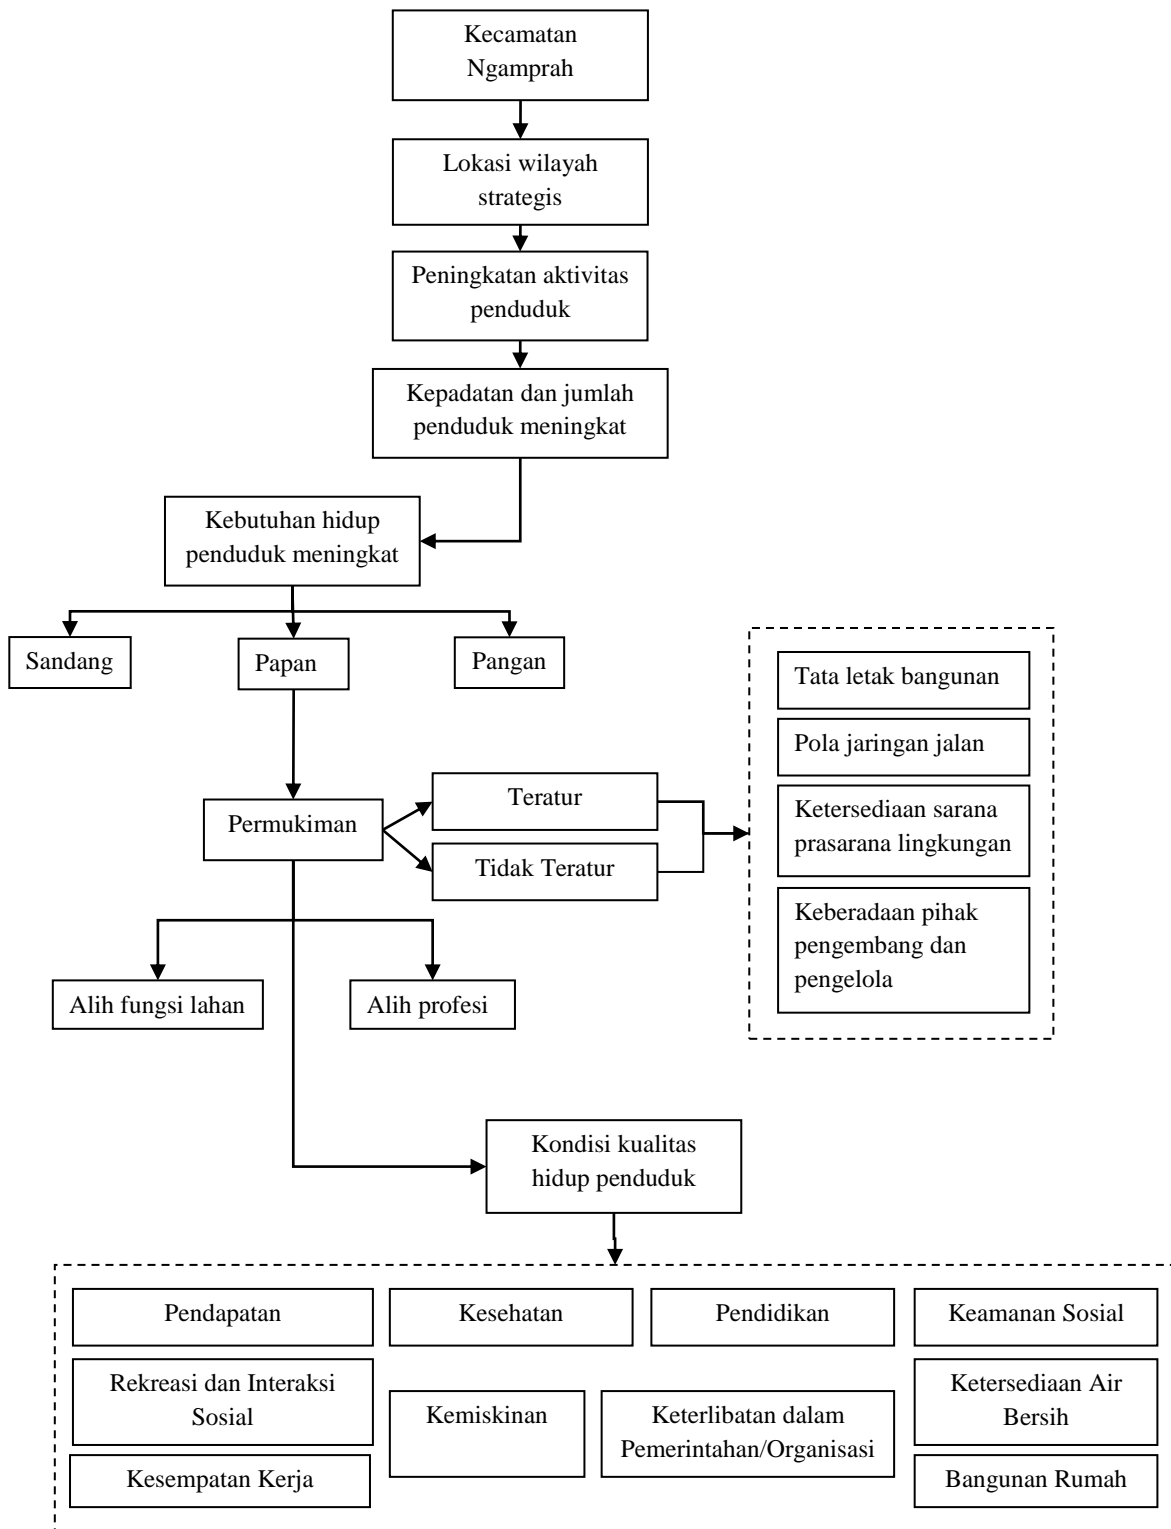 Kecamatan
Ngamprah
Lokasi wilayah
strategis
Peningkatan aktivitas
penduduk
Kepadatan dan jumlah
penduduk meningkat
Kebutuhan hidup
penduduk meningkat
Sandang
Papan
Pangan
Tata letak bangunan
Pola jaringan jalan
Ketersediaan sarana
prasarana lingkungan
Keberadaan pihak
pengembang dan
pengelola
Permukiman
Teratur
Tidak Teratur
Alih fungsi lahan
Alih profesi
Kondisi kualitas
hidup penduduk
Pendapatan
Kesehatan
Pendidikan
Keamanan Sosial
Rekreasi dan Interaksi
Sosial
Kemiskinan
Keterlibatan dalam
Pemerintahan/Organisasi
Ketersediaan Air
Bersih
Kesempatan Kerja
Bangunan Rumah